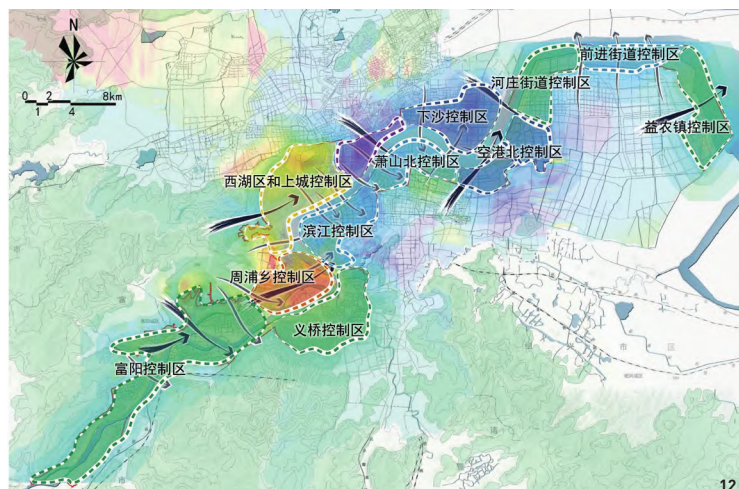 N
0 2 8km
1 4
前进街道控制区
河庄街道控制区
下沙控制区
益农镇控制区
空港北控制区
萧山北控制区
西湖区和上城控制区
滨江控制区
周浦乡控制区
义桥控制区
富阳控制区
市 区
12